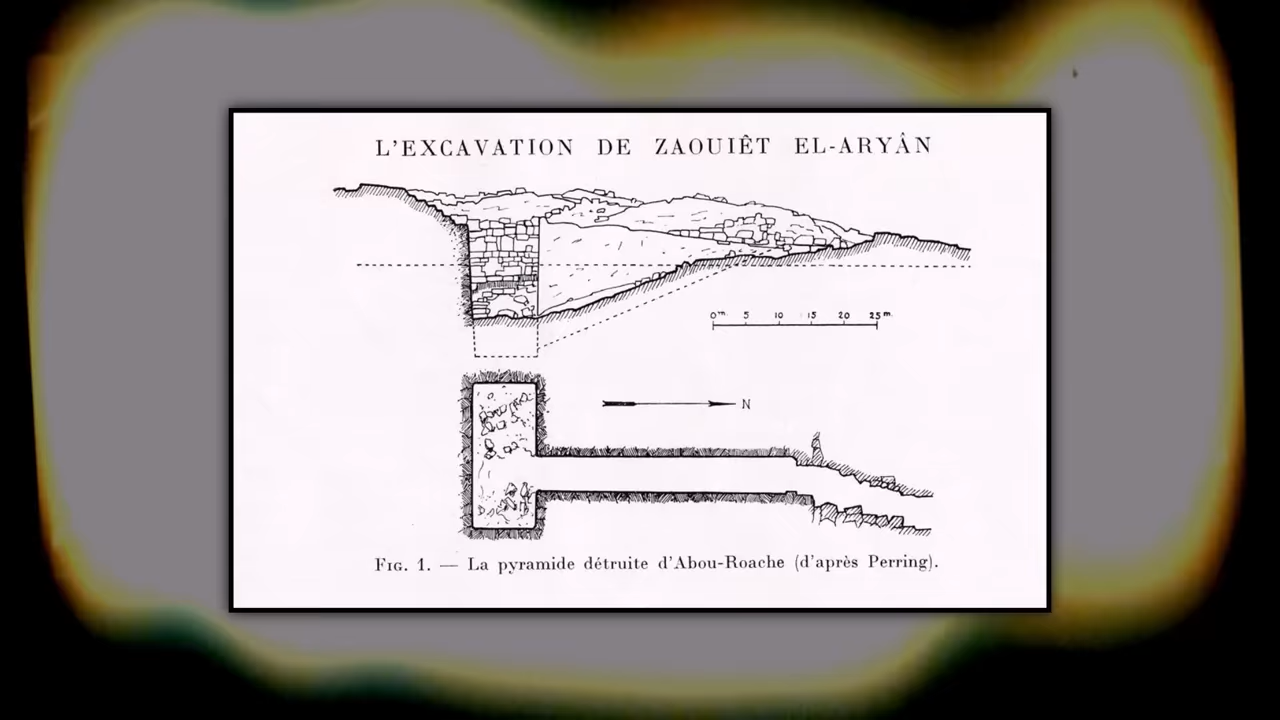 L'EXCAVATION DE ZAOUIÊT EL-ARYÂN
0m. 5 10 15 20 25 m.
N
FIG. 1. — La pyramide détruite d'Abou-Roache (d'après Perring).